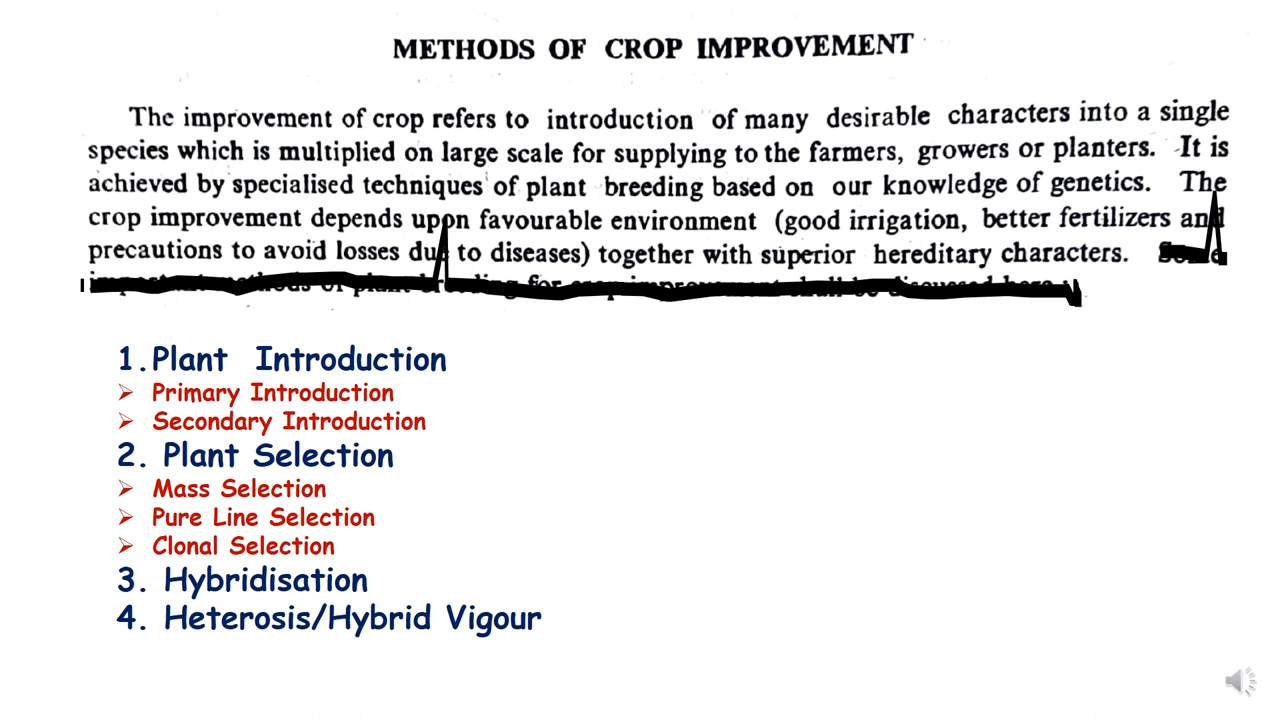 METHODS OF CROP IMPROVEMENT
The improvement of crop refers to introduction of many desirable characters into a single
species which is multiplied on large scale for supplying to the farmers, growers or planters. It is
achieved by specialised techniques of plant breeding based on our knowledge of genetics. The
crop improvement depends upon favourable environment (good irrigation, better fertilizers and
precautions to avoid losses due to diseases) together with superior hereditary characters.
1.Plant Introduction
➢ Primary Introduction
➢ Secondary Introduction
2. Plant Selection
➢ Mass Selection
➢ Pure Line Selection
➢ Clonal Selection
3. Hybridisation
4. Heterosis/Hybrid Vigour